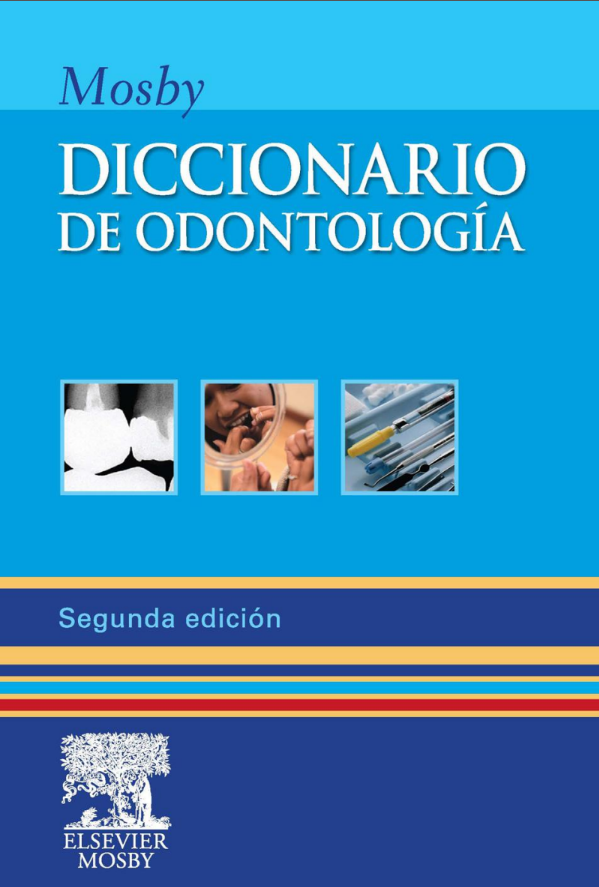 Mosby
DICCIONARIO
DE ODONTOLOGÍA
Segunda edición
ELSEVIER
MOSBY